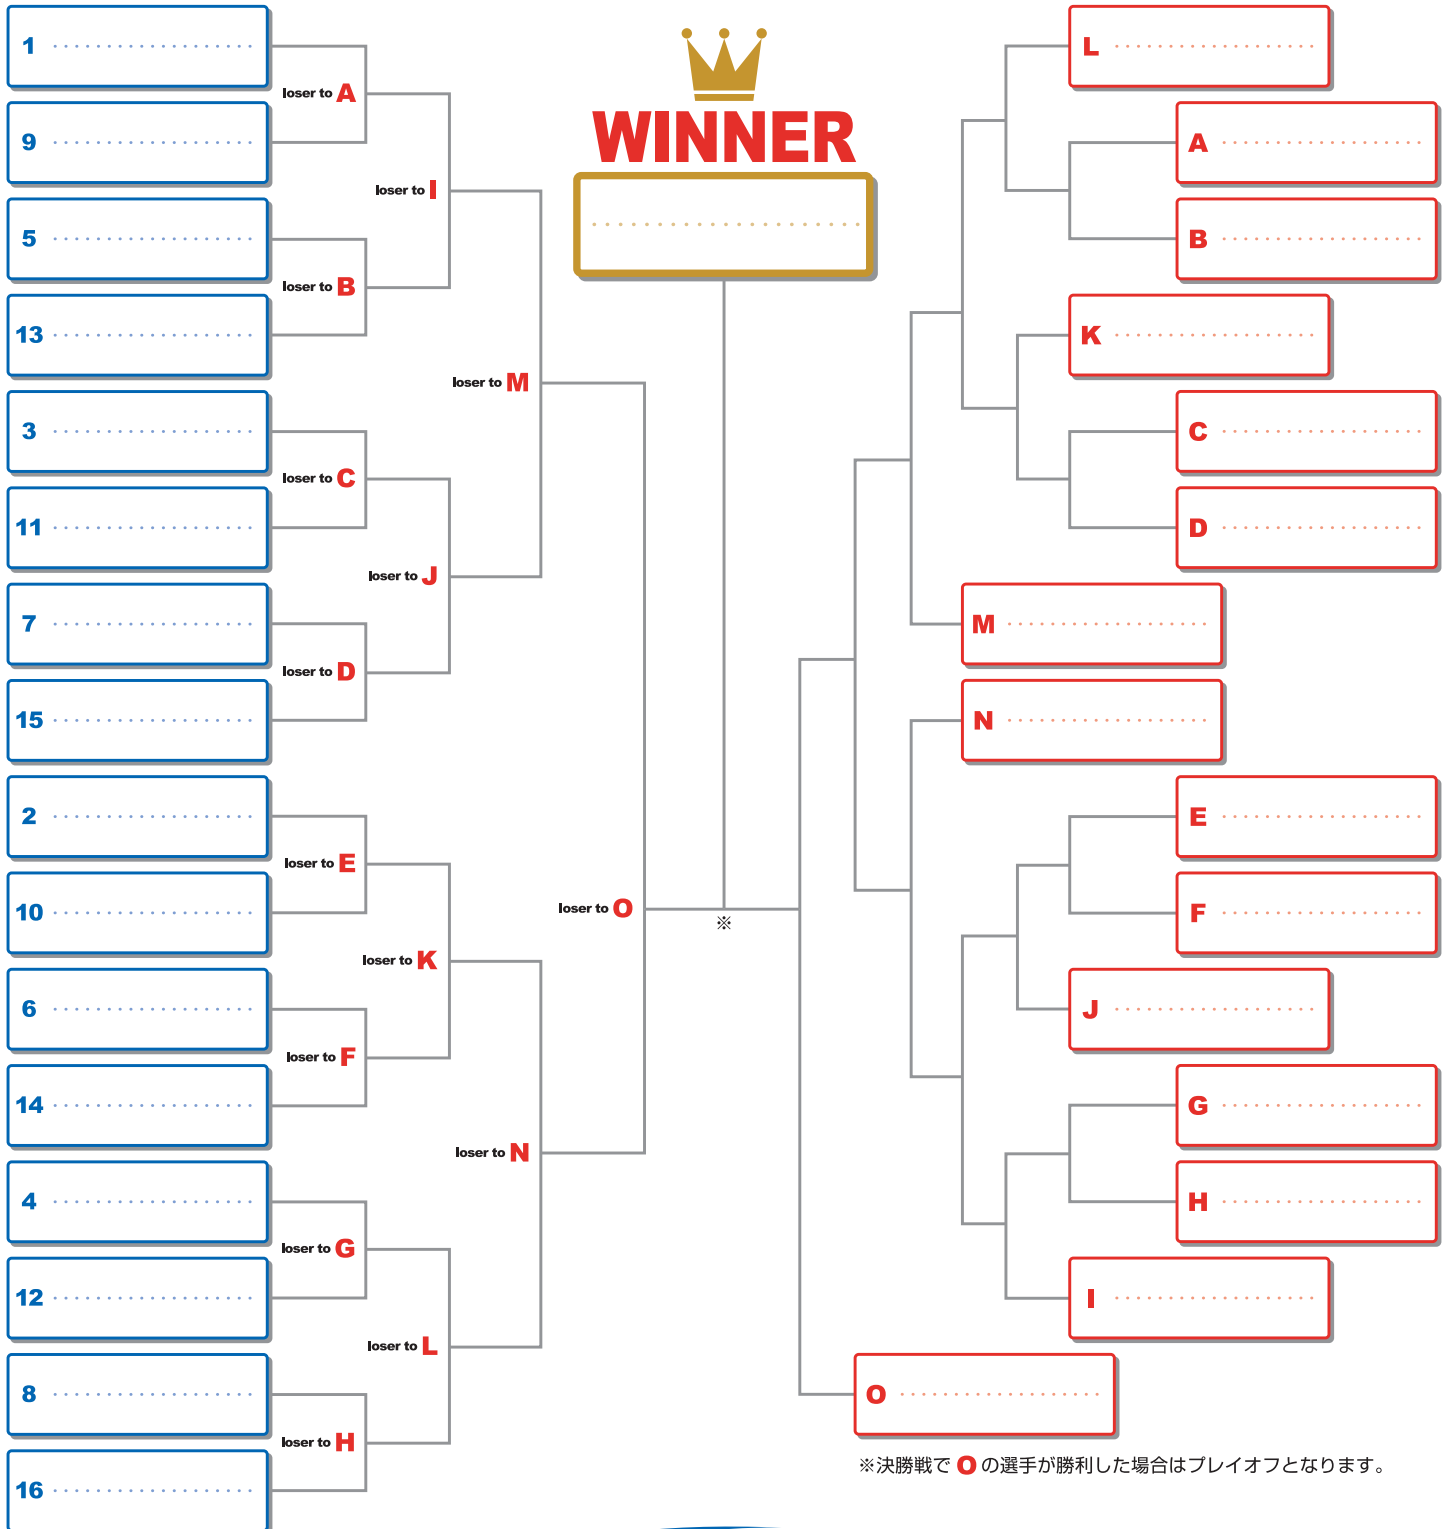 1
loser to A
9
loser to I
5
loser to B
13
loser to M
3
loser to C
11
loser to J
7
loser to D
15
2
loser to E
10
loser to O
loser to K
6
loser to F
14
loser to N
4
loser to G
12
loser to L
8
loser to H
16
WINNER
※
L
A
B
K
C
D
M
N
E
F
J
G
H
I
O
※決勝戦で O の選手が勝利した場合はプレイオフとなります。